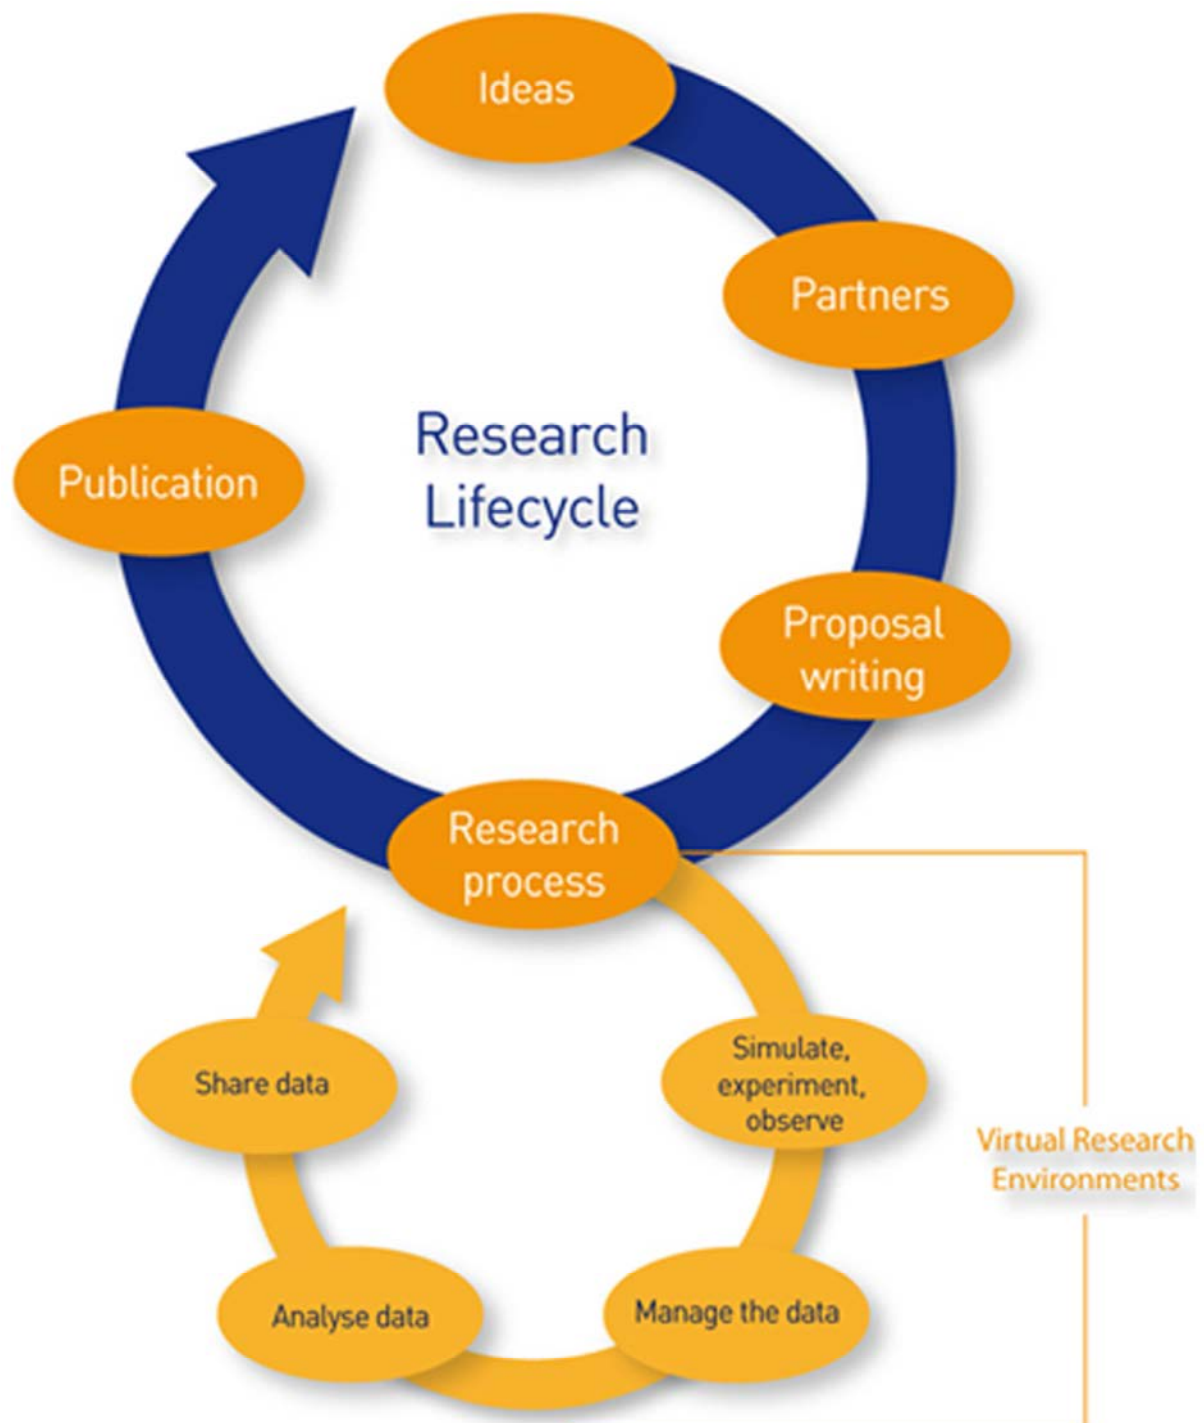 Ideas
Partners
Research
Lifecycle
Publication
Proposal
writing
Research
process
Share data
Simulate,
experiment,
observe
Virtual Research
Environments
Analyse data
Manage the data